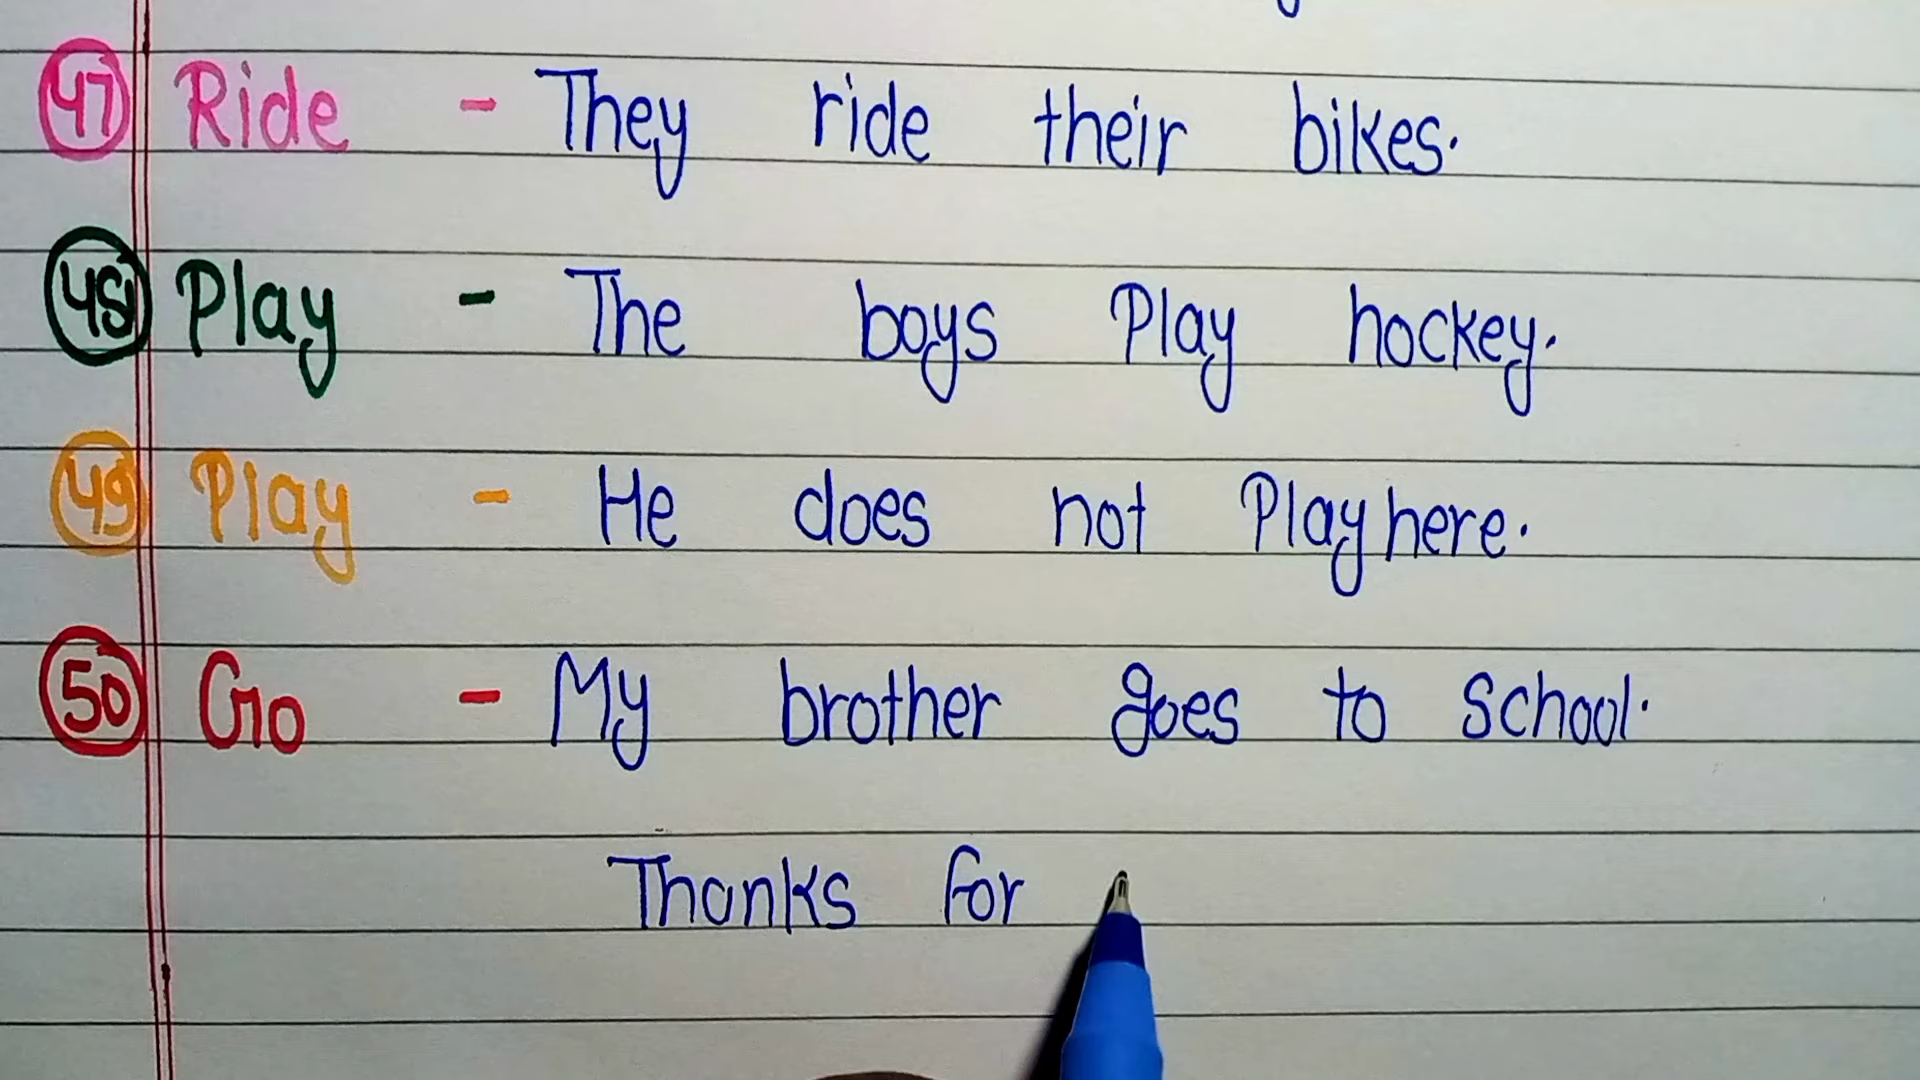 47 Ride - They ride their bikes.
48 Play - The boys Play hockey.
49 Play - He does not Play here.
50 Go - My brother goes to school.
Thanks for